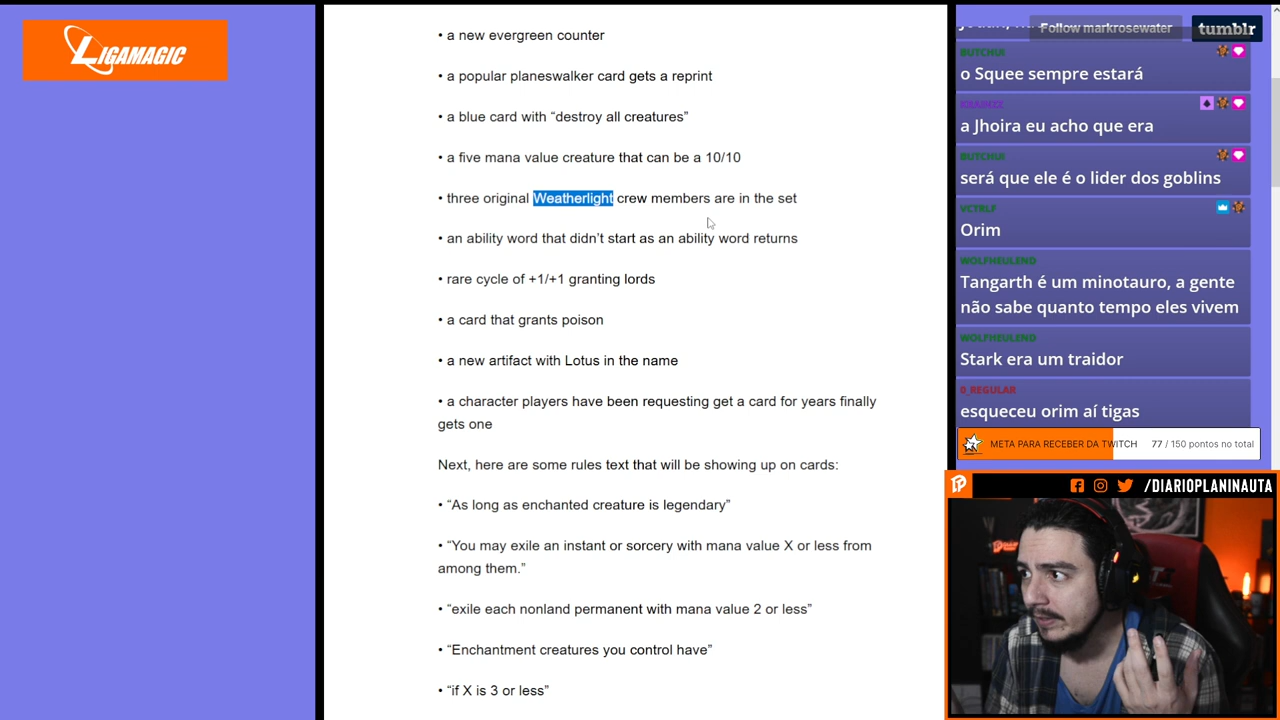 LIGAMAGIC
• a new evergreen counter
• a popular planeswalker card gets a reprint
• a blue card with “destroy all creatures”
• a five mana value creature that can be a 10/10
• three original Weatherlight crew members are in the set
• an ability word that didn’t start as an ability word returns
• rare cycle of +1/+1 granting lords
• a card that grants poison
• a new artifact with Lotus in the name
• a character players have been requesting get a card for years finally
gets one
Next, here are some rules text that will be showing up on cards:
• “As long as enchanted creature is legendary”
• “You may exile an instant or sorcery with mana value X or less from
among them.”
• “exile each nonland permanent with mana value 2 or less”
• “Enchantment creatures you control have”
• “if X is 3 or less”
Follow markrosewater
tumblr
BUTCHIX
o Squee sempre estará
a Jhoira eu acho que era
BUTCHIX
será que ele é o lider dos goblins
VCTRLF
Orim
WOLFHEULEND
Tangarth é um minotauro, a gente
não sabe quanto tempo eles vivem
WOLFHEULEND
Stark era um traidor
0_REGULAR
esqueceu orim aí tigas
META PARA RECEBER DA TWITCH 77 / 150 pontos no total
/DIARIOPLANINAUTA